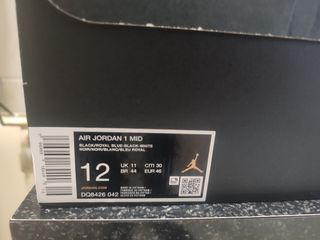 AIR JORDAN 1 MID
BLACK/ROYAL BLUE-BLACK-WHITE
NOIR/NOIR/BLANC/BLEU ROYAL
12
UK 11 CM 30
BR 44 EUR 46
JORDAN.COM
DQ8426 042